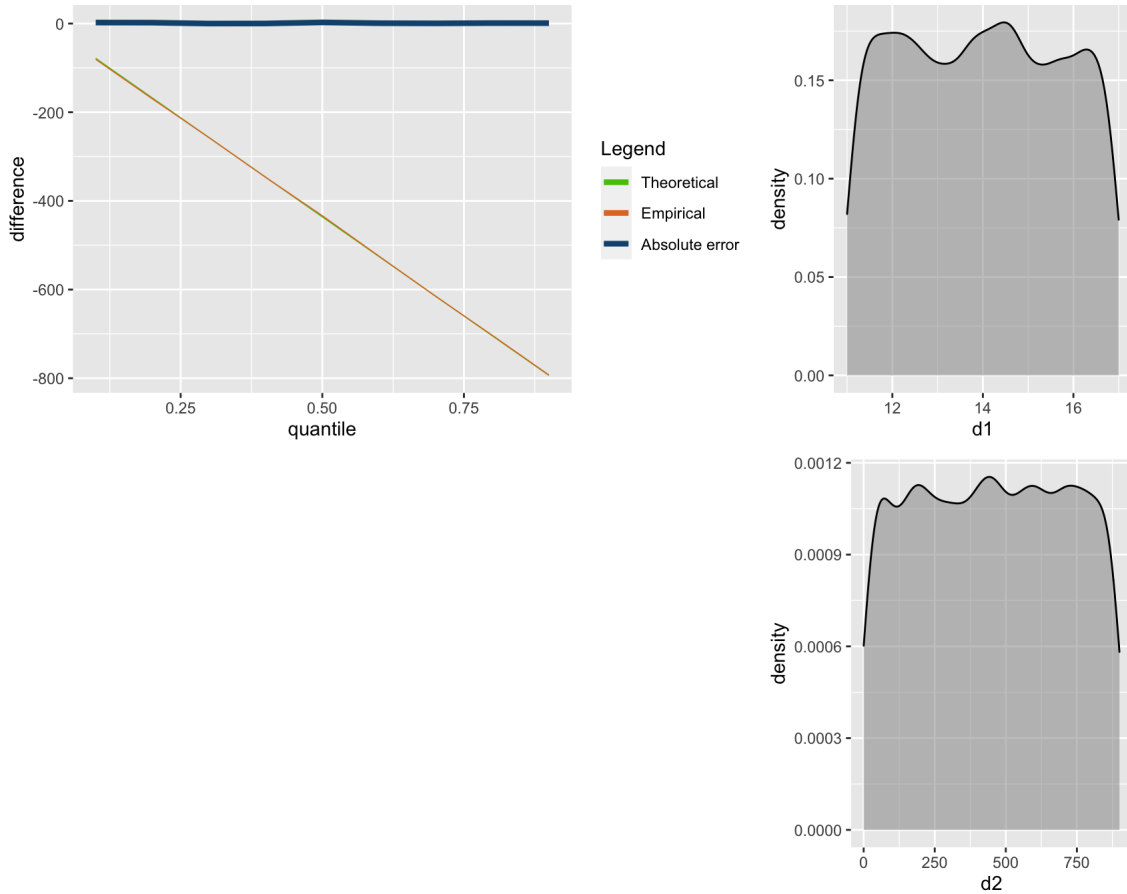 0
-200
-400
-600
-800
difference
0.25
0.50
0.75
quantile
Legend
Theoretical
Empirical
Absolute error
0.15
0.10
0.05
0.00
density
12
14
16
d1
0.0012
0.0009
0.0006
0.0003
0.0000
density
0
250
500
750
d2